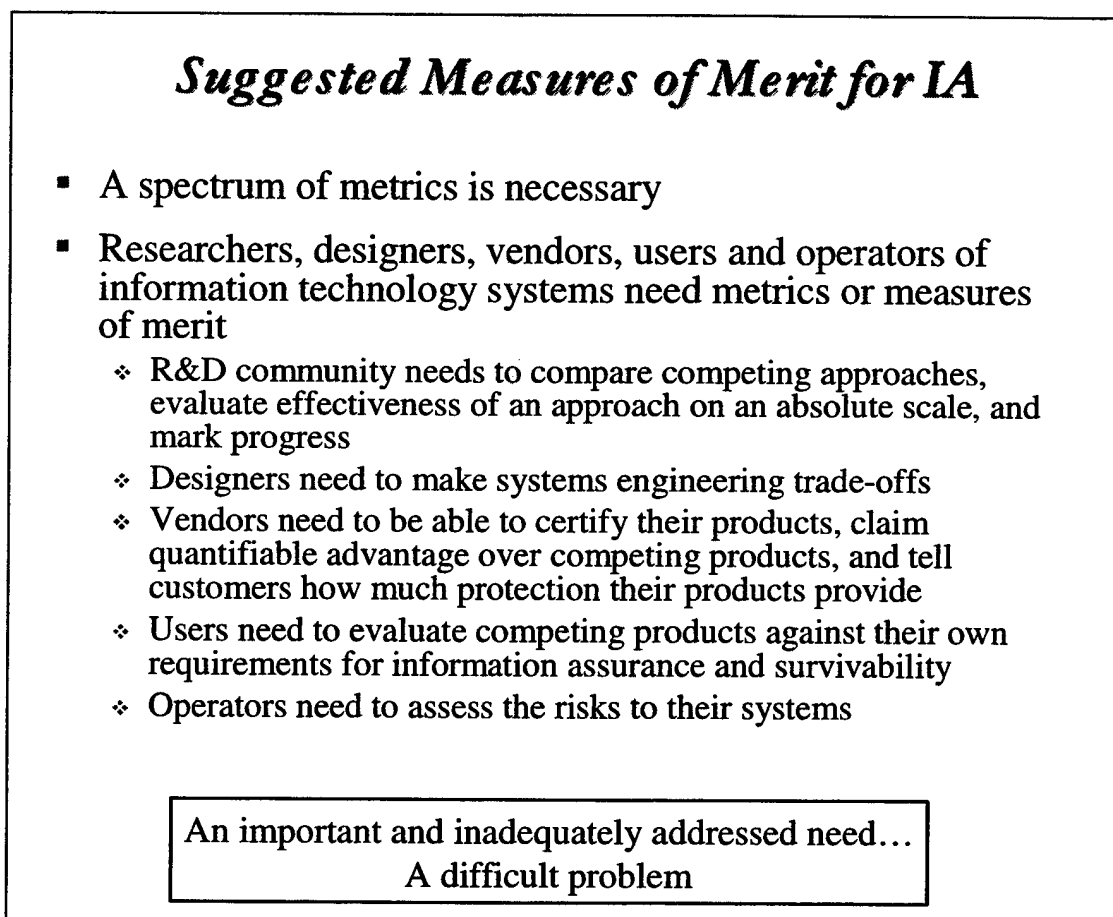 Suggested Measures of Merit for IA
▪ A spectrum of metrics is necessary
▪ Researchers, designers, vendors, users and operators of
information technology systems need metrics or measures
of merit
❖ R&D community needs to compare competing approaches,
evaluate effectiveness of an approach on an absolute scale, and
mark progress
❖ Designers need to make systems engineering trade-offs
❖ Vendors need to be able to certify their products, claim
quantifiable advantage over competing products, and tell
customers how much protection their products provide
❖ Users need to evaluate competing products against their own
requirements for information assurance and survivability
❖ Operators need to assess the risks to their systems
An important and inadequately addressed need…
A difficult problem